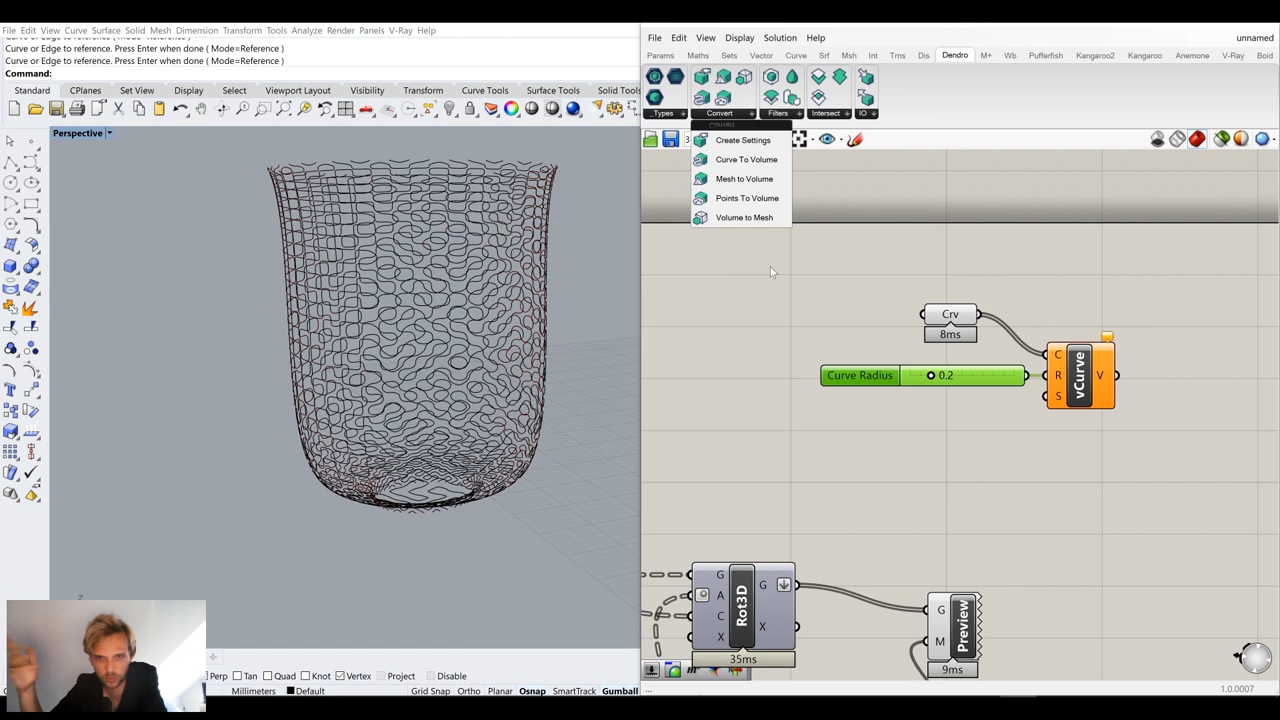 File Edit View Curve Surface Solid Mesh Dimension Transform Tools Analyze Render Panels V-Ray Help
Curve or Edge to reference. Press Enter when done ( Mode=Reference )
Curve or Edge to reference. Press Enter when done ( Mode=Reference )
Command:
Standard CPlanes Set View Display Select Viewport Layout Visibility Transform Curve Tools Surface Tools Solid Tools
Perspective
z
Perp Tan Quad Knot Vertex Project Disable
Millimeters Default Grid Snap Ortho Planar Osnap SmartTrack Gumball
File Edit View Display Solution Help unnamed
Params Maths Sets Vector Curve Srf Msh Int Trns Dis Dendro M+ Wb Pufferfish Kangaroo2 Kangaroo Anemone V-Ray Boid
_Types Convert Filters Intersect IO
3
Create Settings
Curve To Volume
Mesh to Volume
Points To Volume
Volume to Mesh
Crv
8ms
Curve Radius 0.2
C
R
S
vCurve
V
G
A
C
X
Rot3D
G
X
35ms
G
M
Preview
9ms
...
1.0.0007